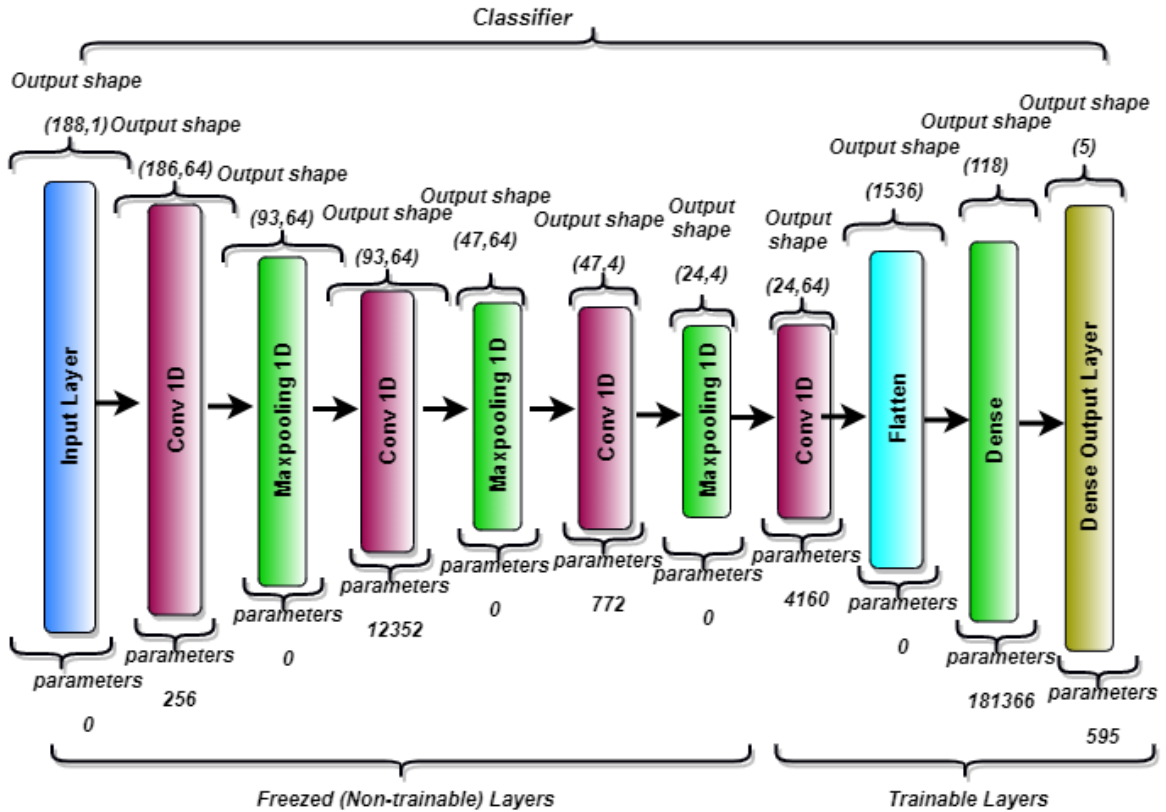 Classifier
Output shape
(188,1)
Output shape
(186,64)
Output shape
(93,64)
Output shape
(93,64)
Output shape
(47,64)
Output shape
(47,4)
Output
shape
(24,4)
Output
shape
(24,64)
Output shape
(1536)
Output shape
(118)
Output shape
(5)
Input Layer
Conv 1D
Maxpooling 1D
Conv 1D
Maxpooling 1D
Conv 1D
Maxpooling 1D
Conv 1D
Flatten
Dense
Dense Output Layer
parameters
0
parameters
256
parameters
0
parameters
12352
parameters
0
parameters
772
parameters
0
parameters
4160
parameters
0
parameters
181366
parameters
595
Freezed (Non-trainable) Layers
Trainable Layers